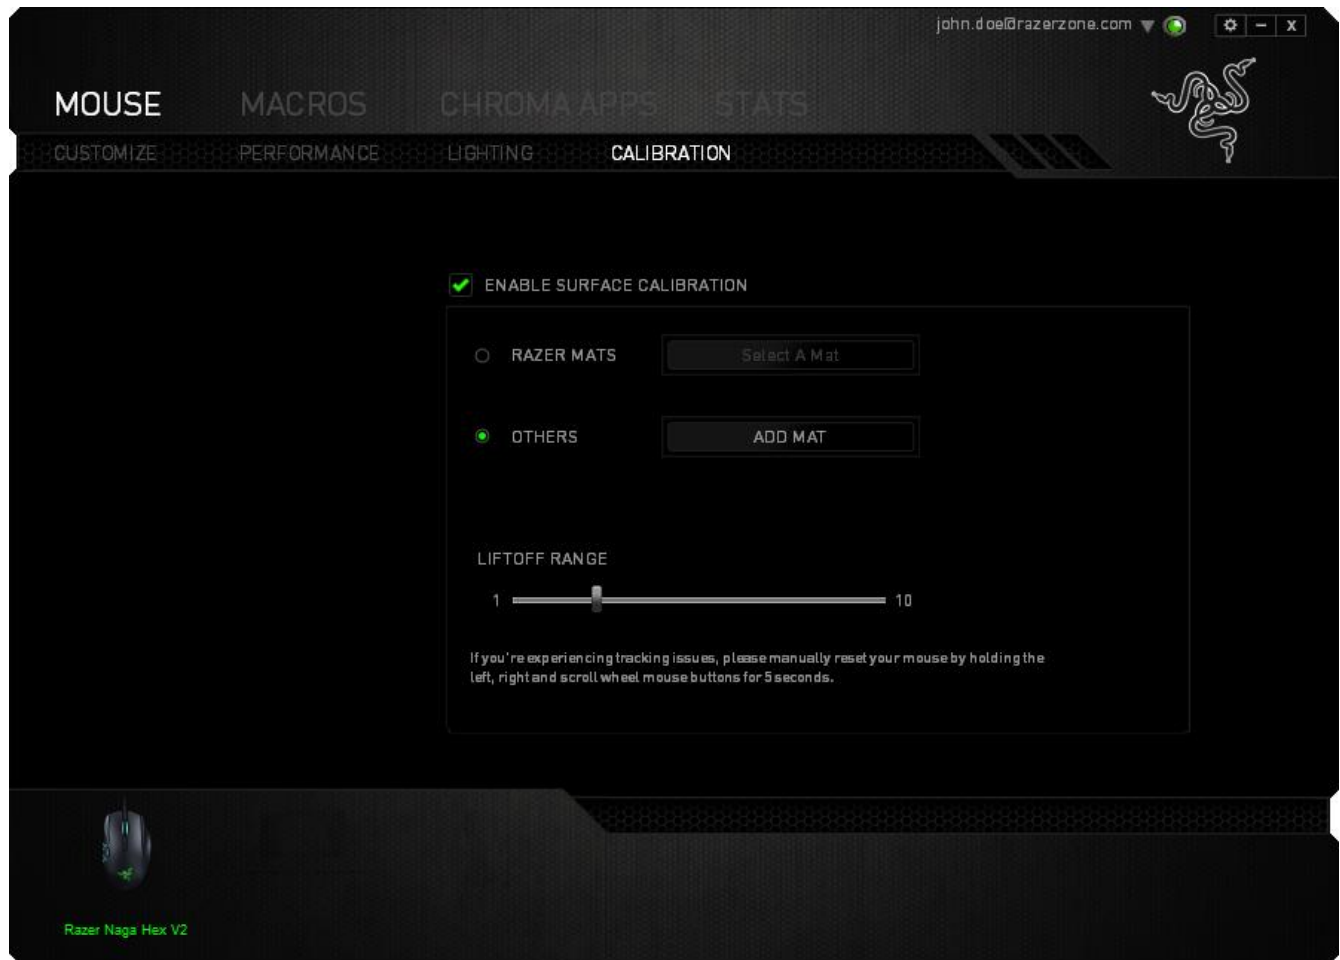 john.doe@razerzone.com
X
MOUSE MACROS CHROMA APPS STATS
CUSTOMIZE PERFORMANCE LIGHTING CALIBRATION
ENABLE SURFACE CALIBRATION
RAZER MATS Select A Mat
OTHERS ADD MAT
LIFTOFF RANGE
1 10
If you're experiencing tracking issues, please manually reset your mouse by holding the
left, right and scroll wheel mouse buttons for 5 seconds.
Razer Naga Hex V2